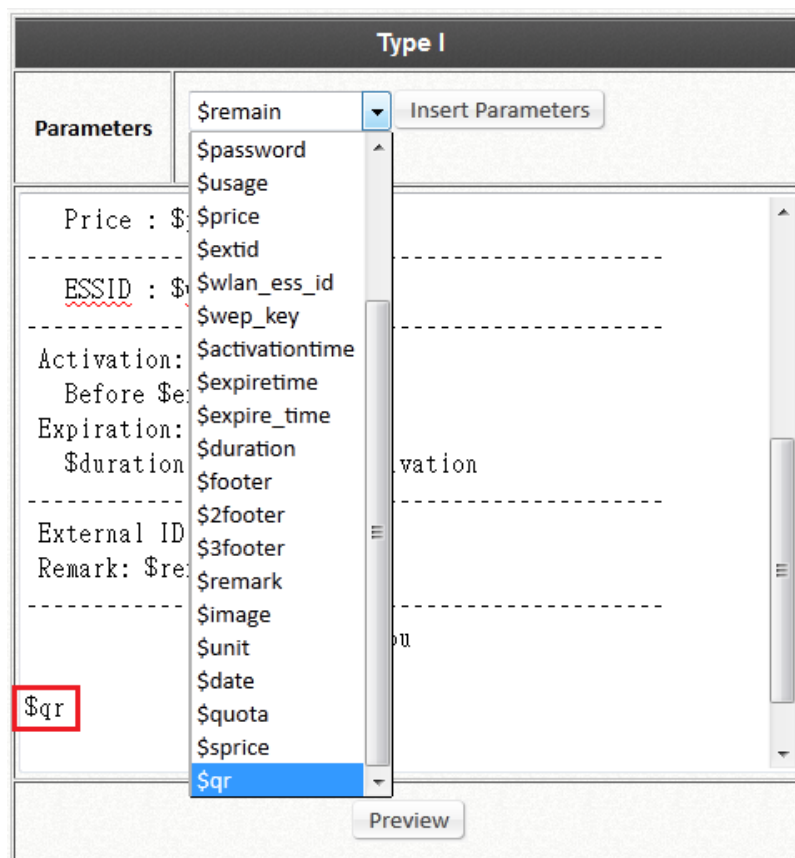 Type I
Parameters
$remain
Insert Parameters
$password
$usage
$price
$extid
$wlan_ess_id
$wep_key
$activationtime
$expiretime
$expire_time
$duration
$footer
$2footer
$3footer
$remark
$image
$unit
$date
$quota
$sprice
$qr
Price : $
---------------------
ESSID : $
---------------------
Activation:
Before $e
Expiration:
$duration vation
---------------------
External ID
Remark: $re
---------------------
ou
$qr
Preview